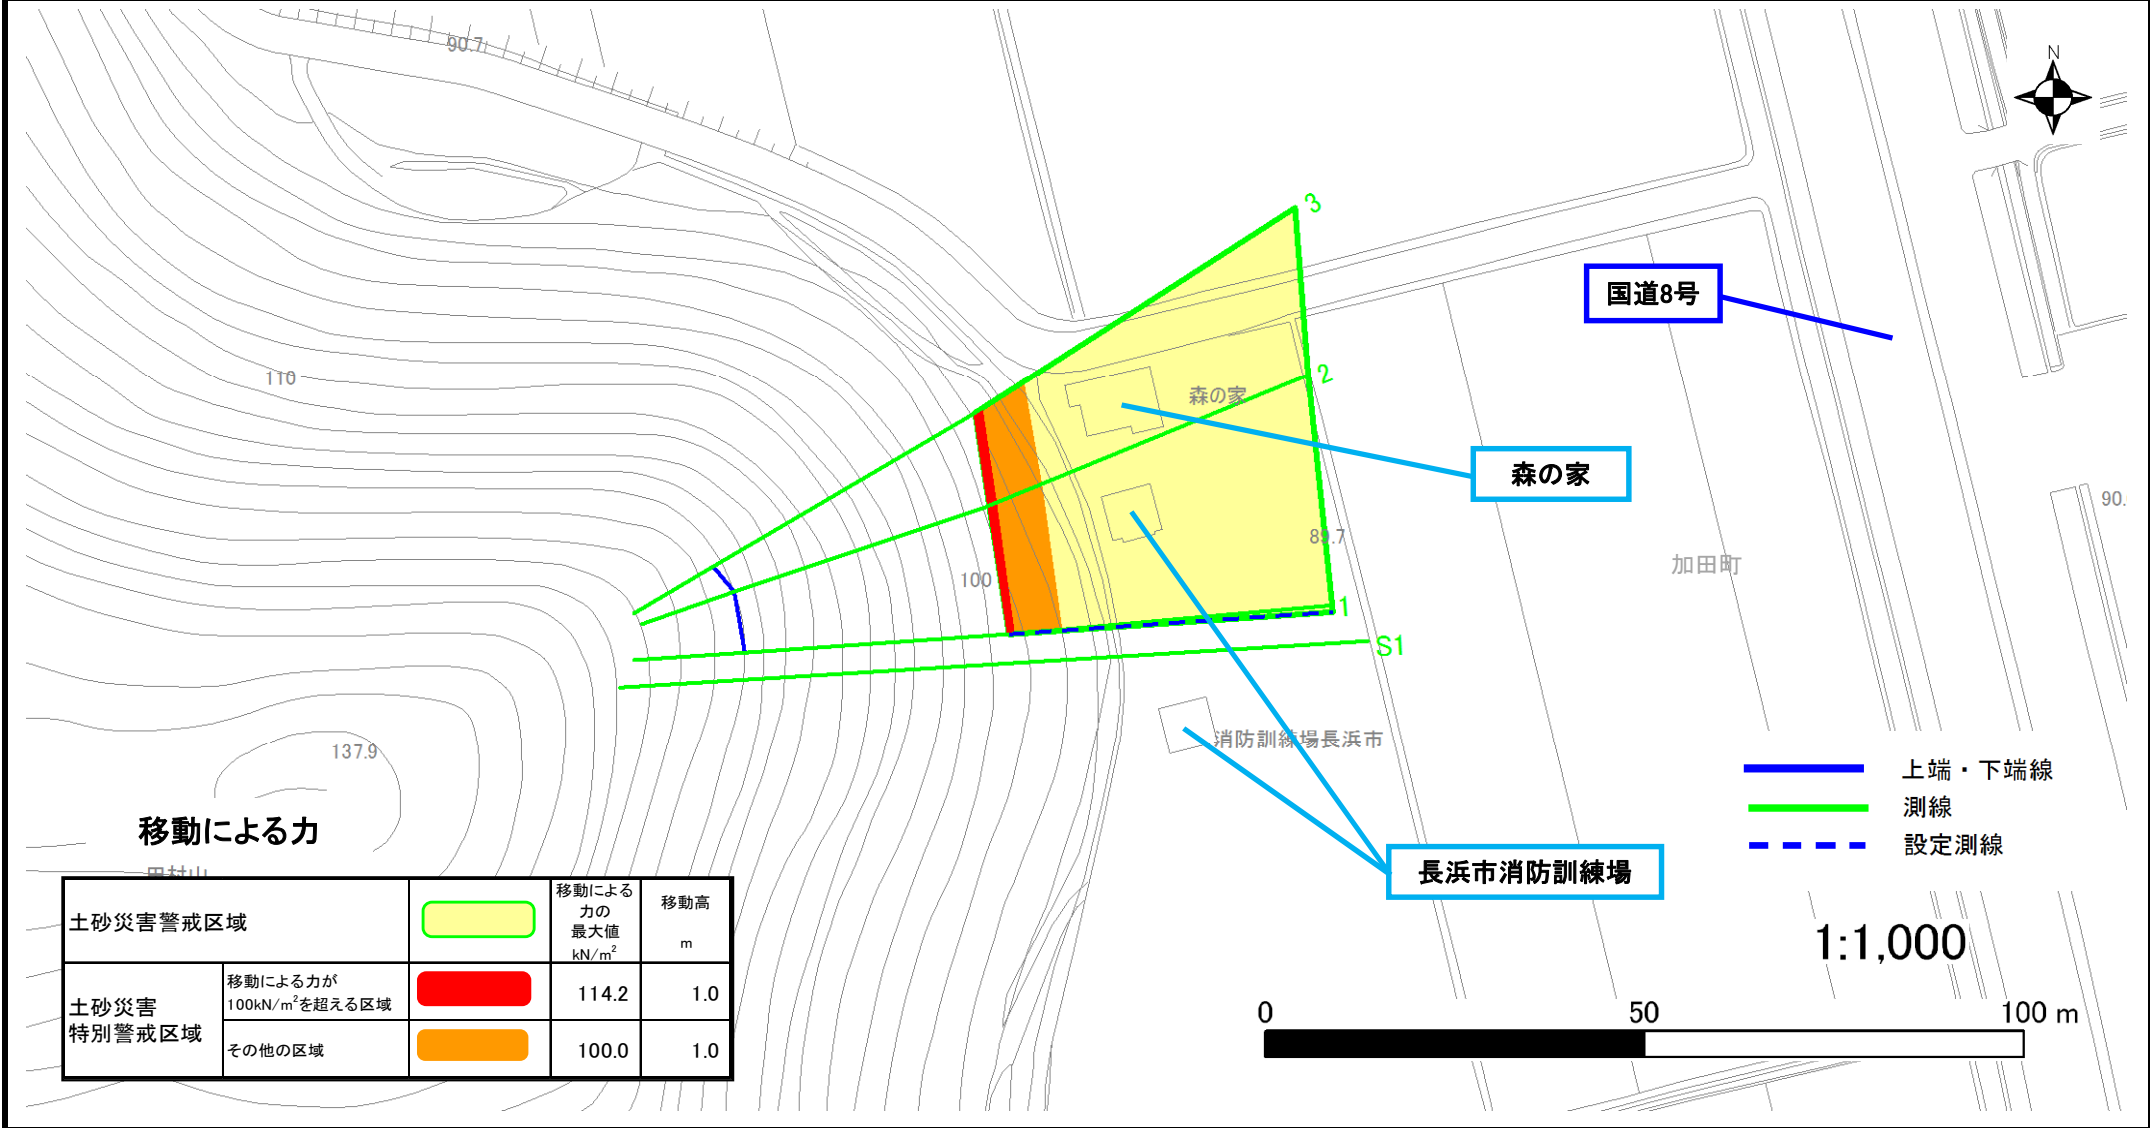 90.7
N
3
国道8号
2
110
森の家
森の家
90.
89.7
加田町
100
1
S1
消防訓練場長浜市
137.9
上端・下端線
測線
設定測線
移動による力
田村山
長浜市消防訓練場
土砂災害警戒区域
移動による
力の
最大値
kN/m²
移動高
m
土砂災害
特別警戒区域
移動による力が
100kN/m²を超える区域
114.2
1.0
その他の区域
100.0
1.0
1:1,000
0
50
100 m